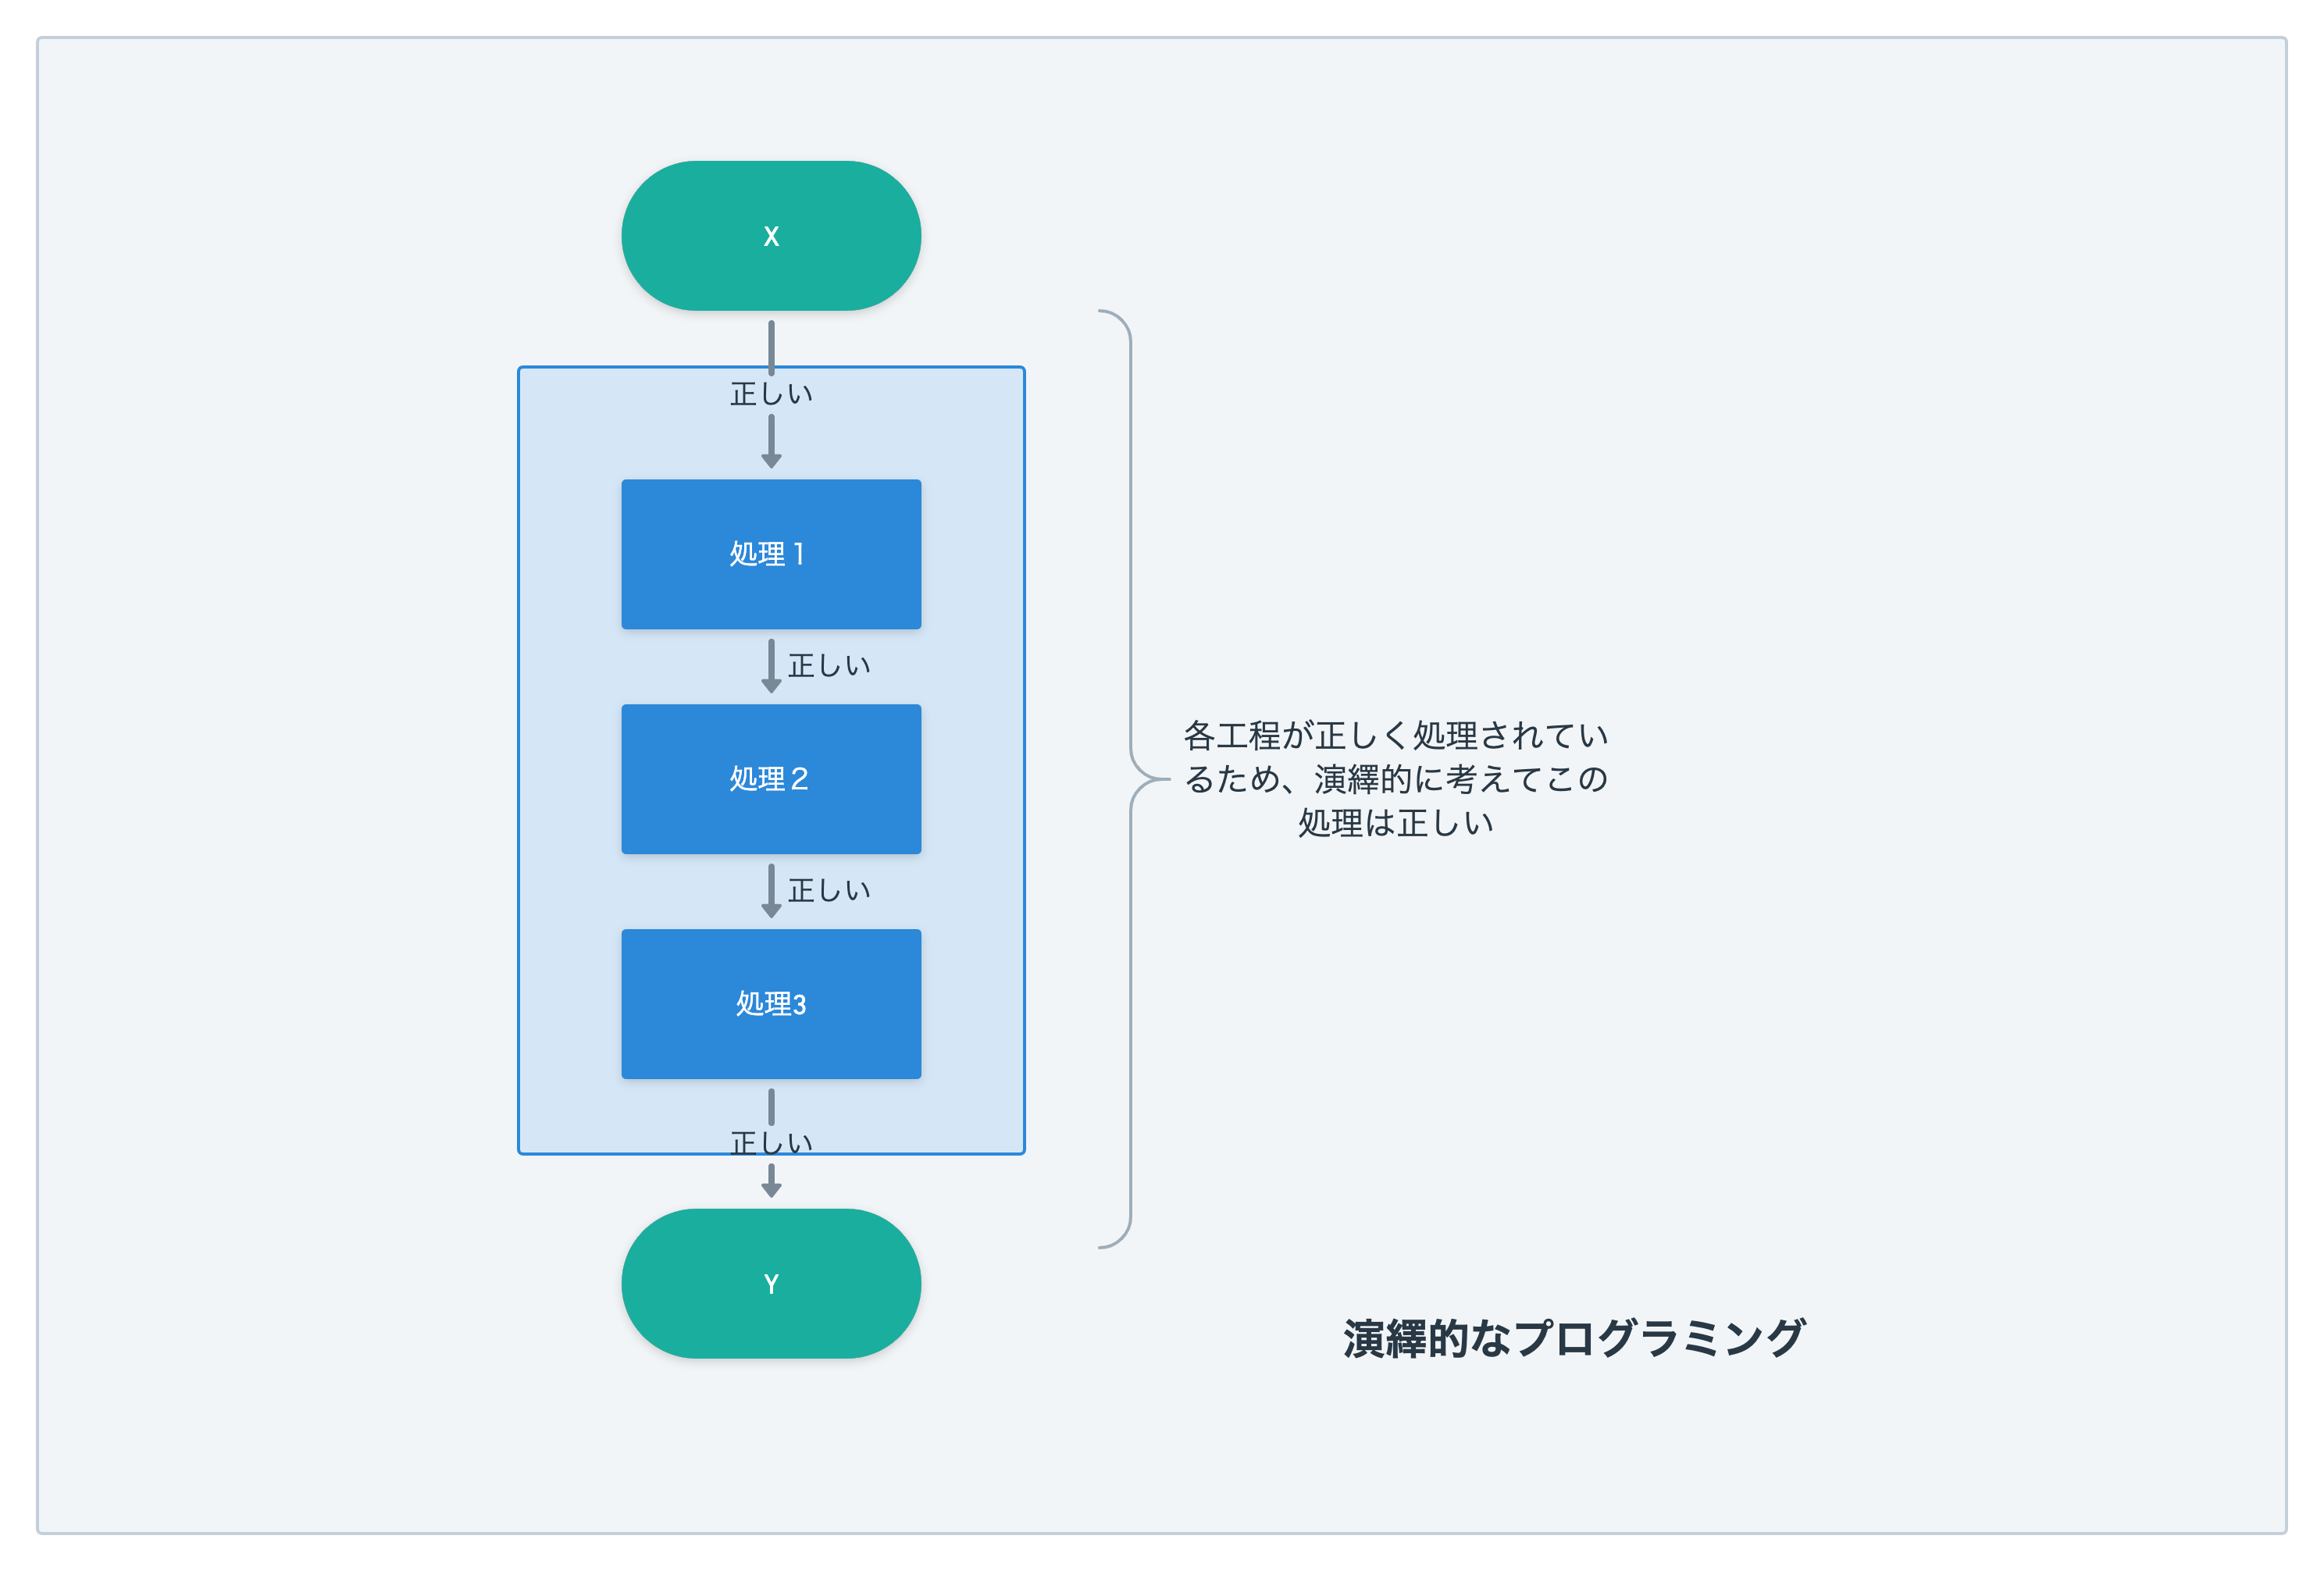 X
正しい
処理１
正しい
処理２
正しい
処理3
正しい
Y
各工程が正しく処理されてい
るため、演繹的に考えてこの
処理は正しい
演繹的なプログラミング